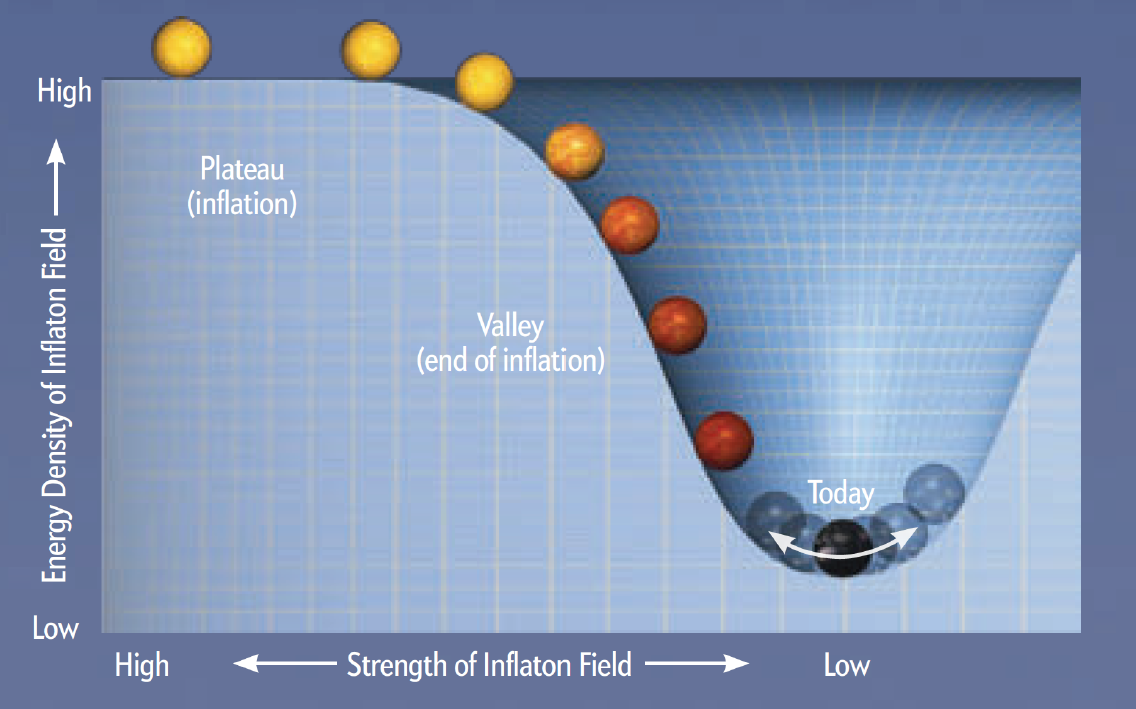 High
Plateau
(inflation)
Energy Density of Inflaton Field
Valley
(end of inflation)
Today
Low
High
Strength of Inflaton Field
Low